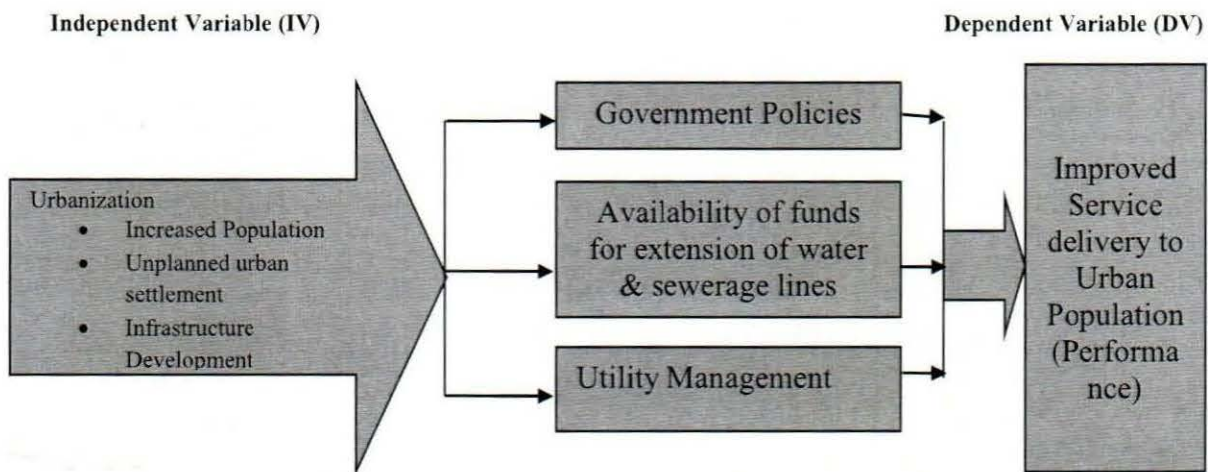 Independent Variable (IV)
Dependent Variable (DV)
Urbanization
• Increased Population
• Unplanned urban
settlement
• Infrastructure
Development
Government Policies
Availability of funds
for extension of water
& sewerage lines
Utility Management
Improved
Service
delivery to
Urban
Population
(Performa
nce)